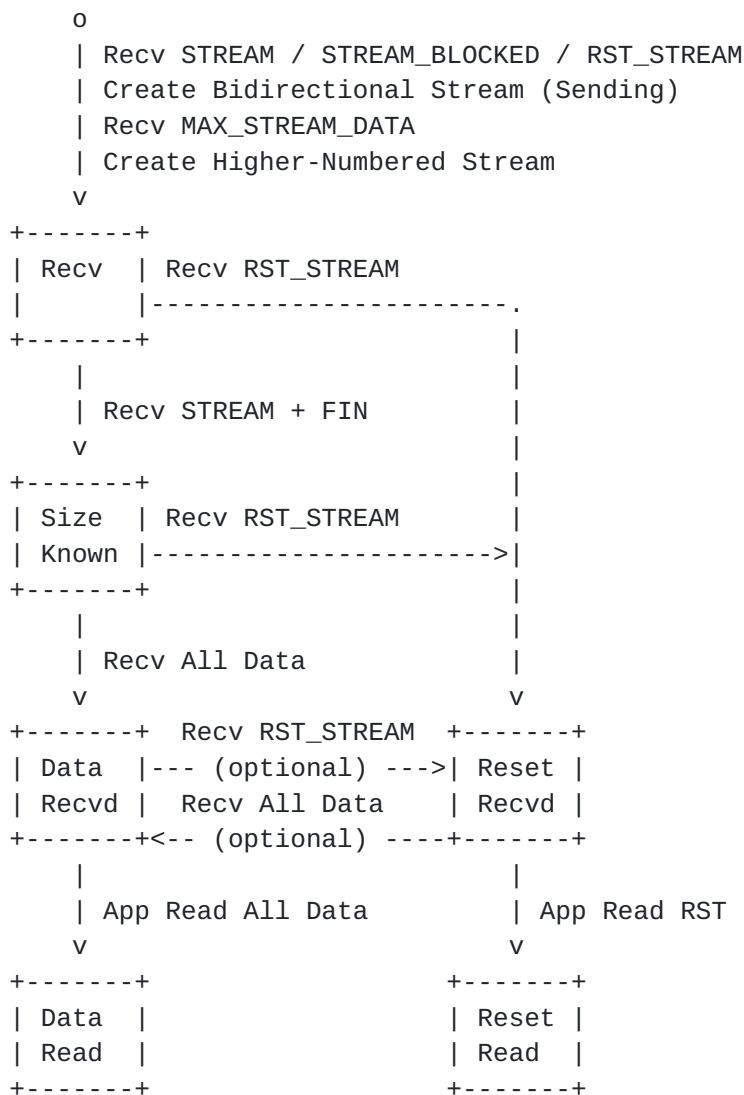 o
| Recv STREAM / STREAM_BLOCKED / RST_STREAM
| Create Bidirectional Stream (Sending)
| Recv MAX_STREAM_DATA
| Create Higher-Numbered Stream
v
+-------+
| Recv  | Recv RST_STREAM
|       |-----------------------.
+-------+                       |
    |                           |
    | Recv STREAM + FIN         |
    v                           |
+-------+                       |
| Size  | Recv RST_STREAM       |
| Known |---------------------->|
+-------+                       |
    |                           |
    | Recv All Data             |
    v                           v
+-------+  Recv RST_STREAM  +-------+
| Data  |--- (optional) --->| Reset |
| Recvd |  Recv All Data    | Recvd |
+-------+<-- (optional) ----+-------+
    |                           |
    | App Read All Data         | App Read RST
    v                           v
+-------+                   +-------+
| Data  |                   | Reset |
| Read  |                   | Read  |
+-------+                   +-------+